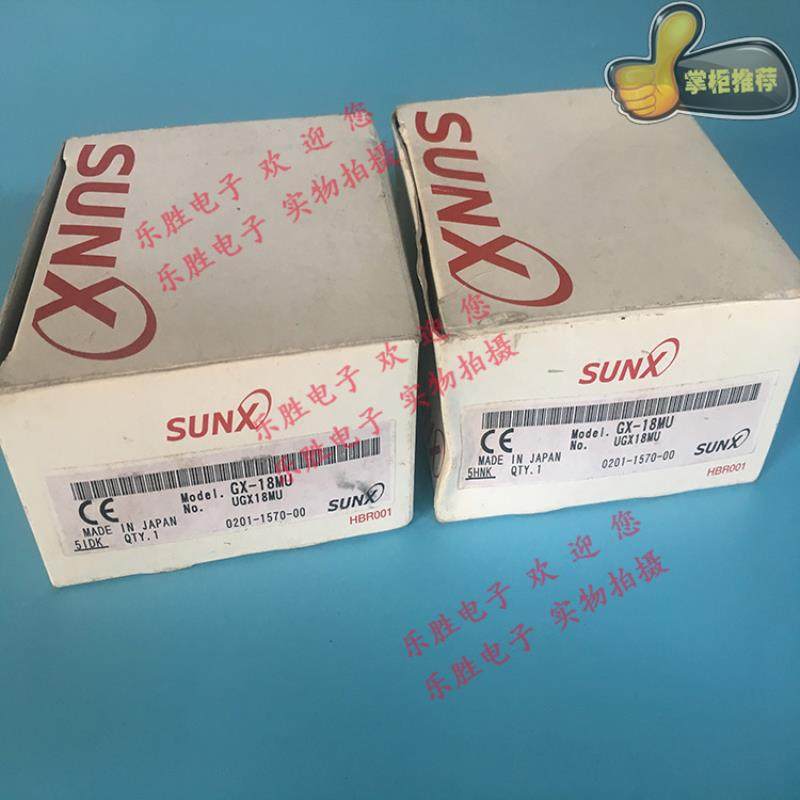 掌柜推荐
SUNX
SUNX
乐胜电子 欢 迎 您
乐胜电子 实物拍摄
SUNX
Model. GX-18MU
No. UGX18MU
MADE IN JAPAN
5IDK QTY.1 0201-1570-00
CE
SUNX
HBR001
SUNX
Model. GX-18MU
No. UGX18MU
MADE IN JAPAN
5HNK QTY.1 0201-1570-00
CE
SUNX
HBR001
乐胜电子 欢 迎 您
乐胜电子 实物拍摄
乐胜电子 欢 迎 您
乐胜电子 实物拍摄